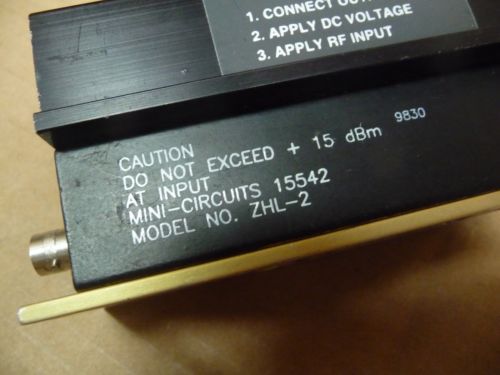 1. CONNECT
2. APPLY DC VOLTAGE
3. APPLY RF INPUT
CAUTION
DO NOT EXCEED + 15 dBm 9830
AT INPUT
MINI-CIRCUITS 15542
MODEL NO. ZHL-2